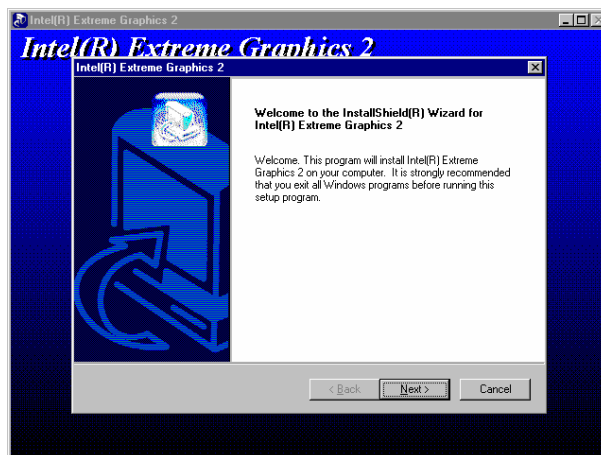 Intel(R) Extreme Graphics 2
Intel(R) Extreme Graphics 2
Intel(R) Extreme Graphics 2
Welcome to the InstallShield(R) Wizard for
Intel(R) Extreme Graphics 2
Welcome. This program will install Intel(R) Extreme
Graphics 2 on your computer. It is strongly recommended
that you exit all Windows programs before running this
setup program.
< Back Next > Cancel